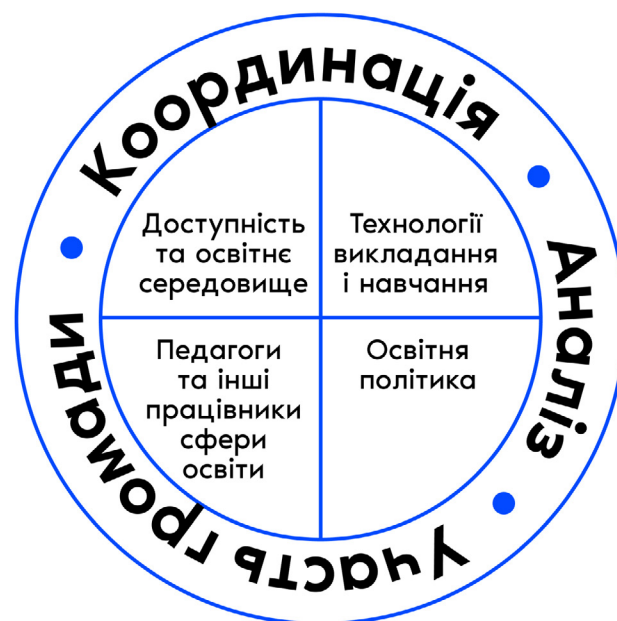 Координація
Аналіз
Участь громади
Доступність
та освітнє
середовище
Технології
викладання
і навчання
Педагоги
та інші
працівники
сфери
освіти
Освітня
політика